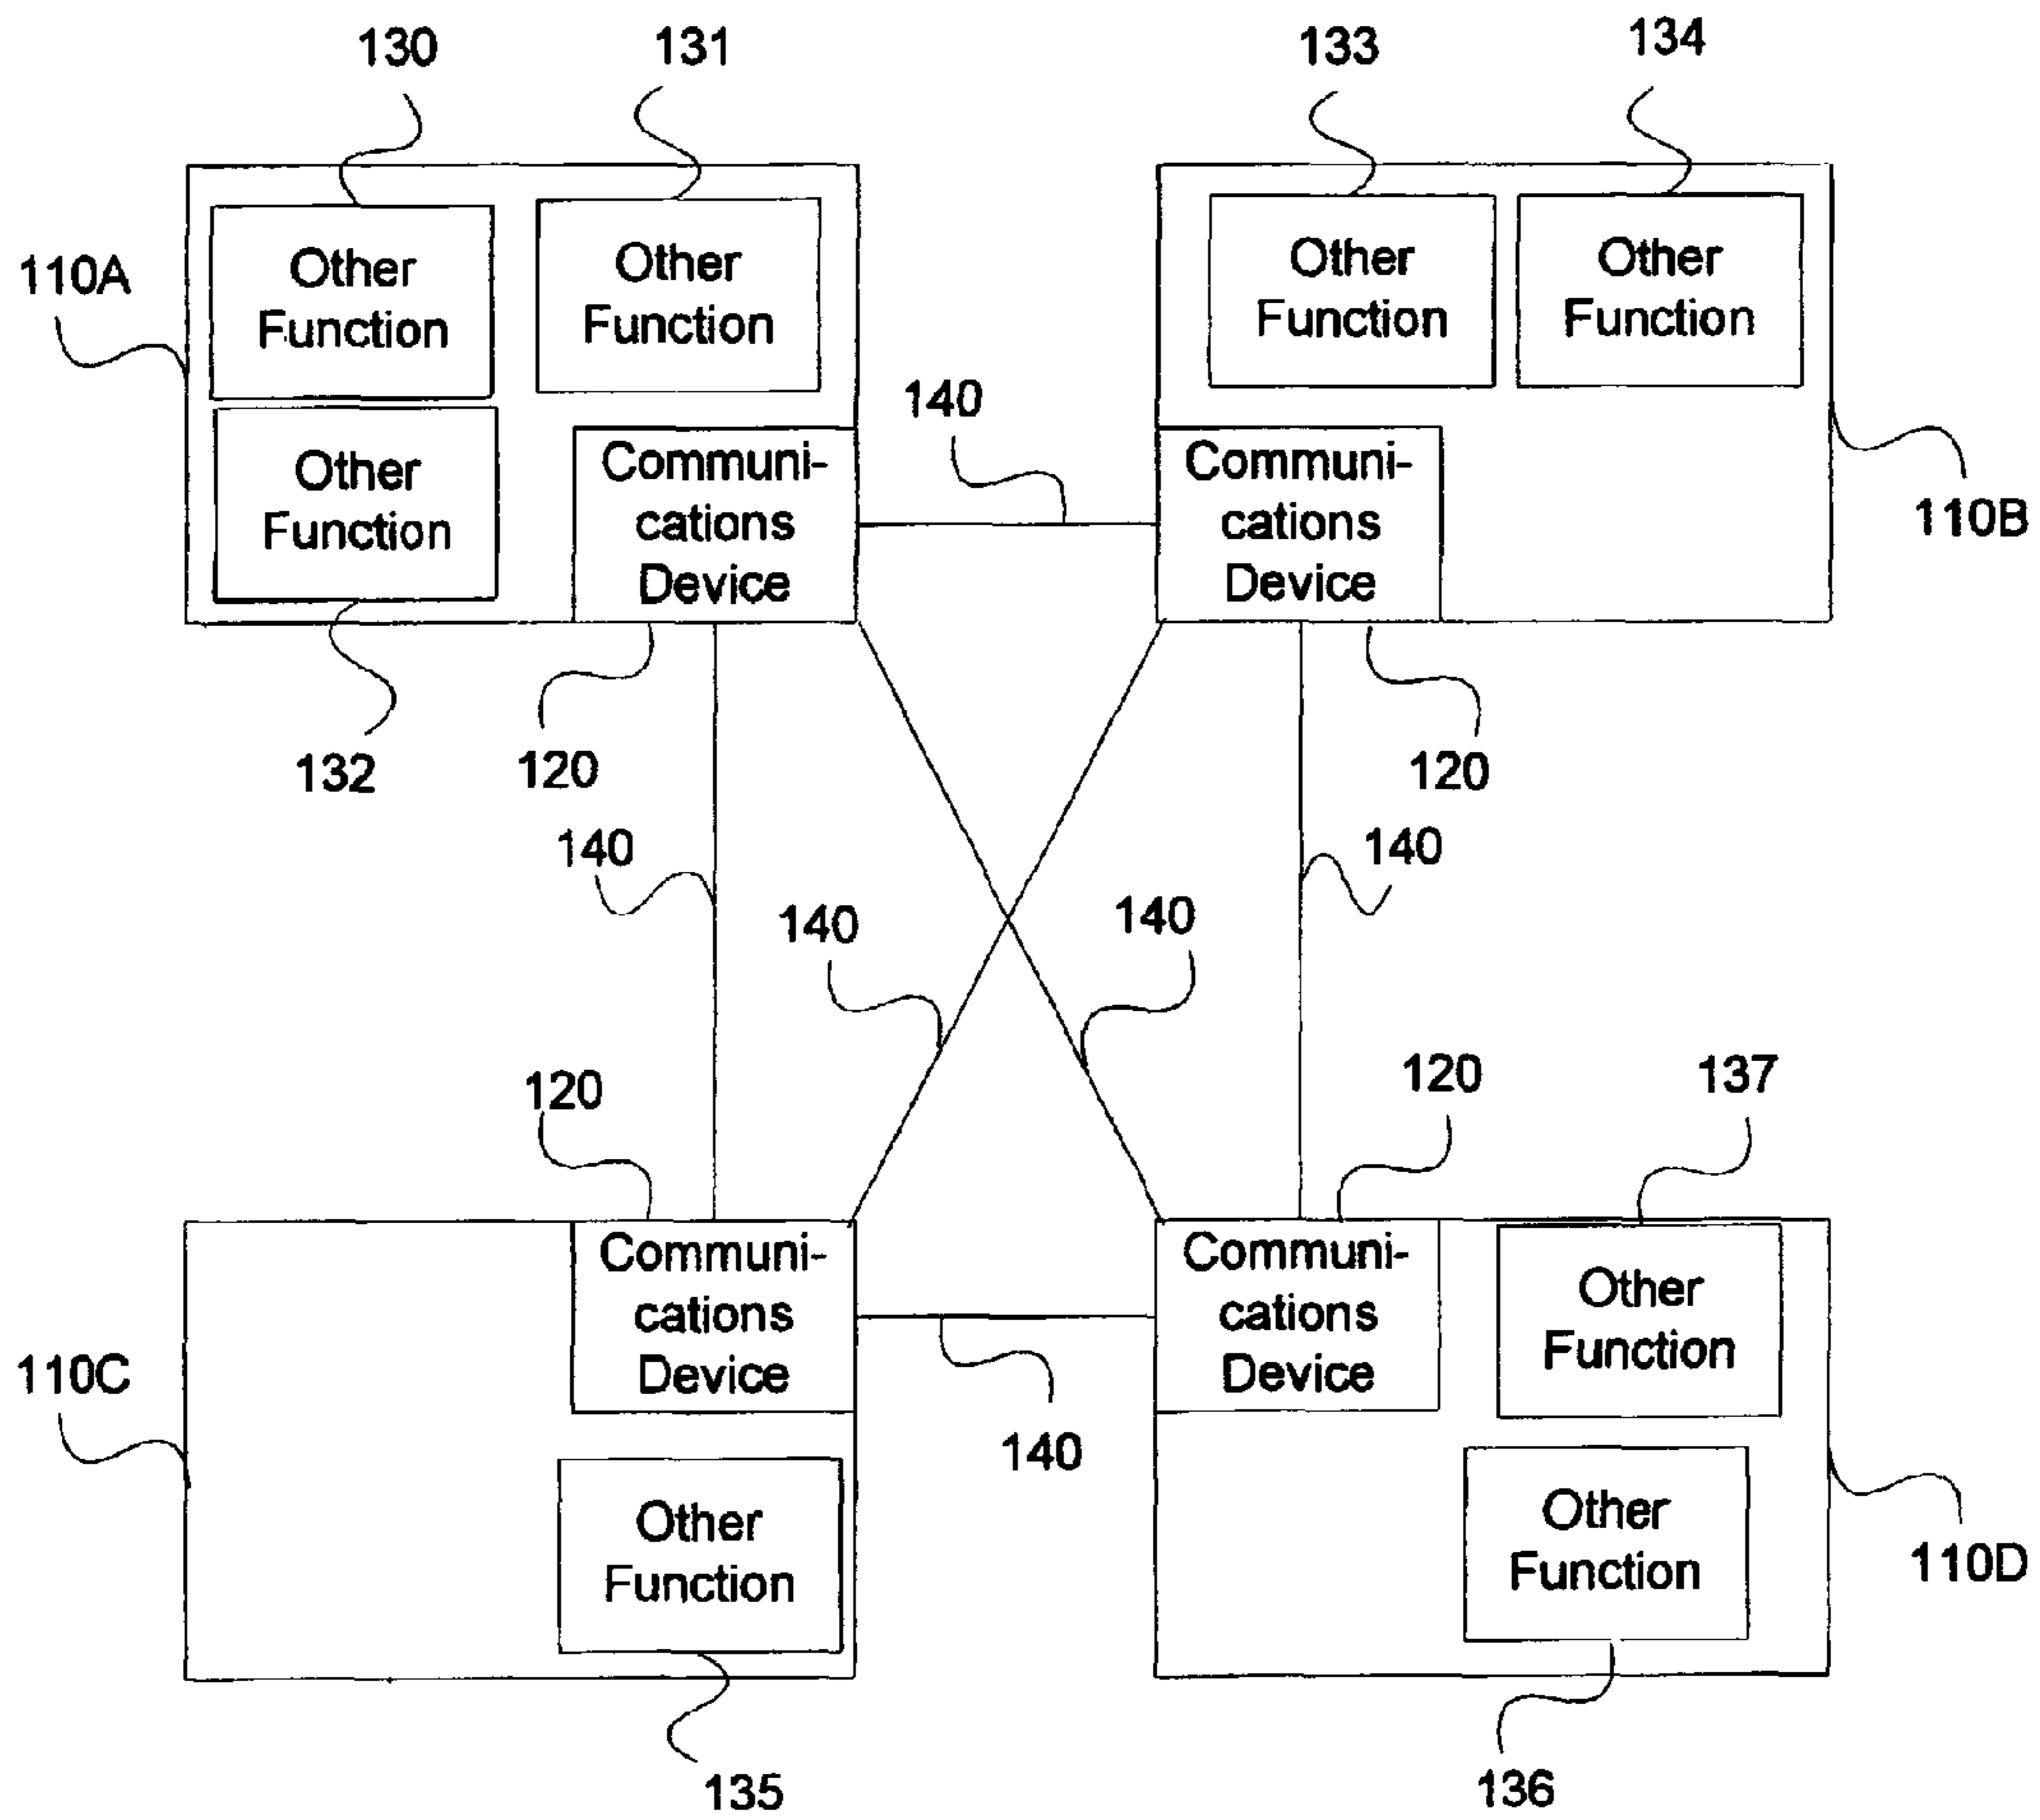 130
131
133
134
110A
Other
Function
Other
Function
Other
Function
Other
Function
140
Other
Function
Communi-
cations
Device
Communi-
cations
Device
110B
132
120
120
140
140
140
140
120
120
137
Communi-
cations
Device
Communi-
cations
Device
Other
Function
110C
140
Other
Function
Other
Function
110D
135
136